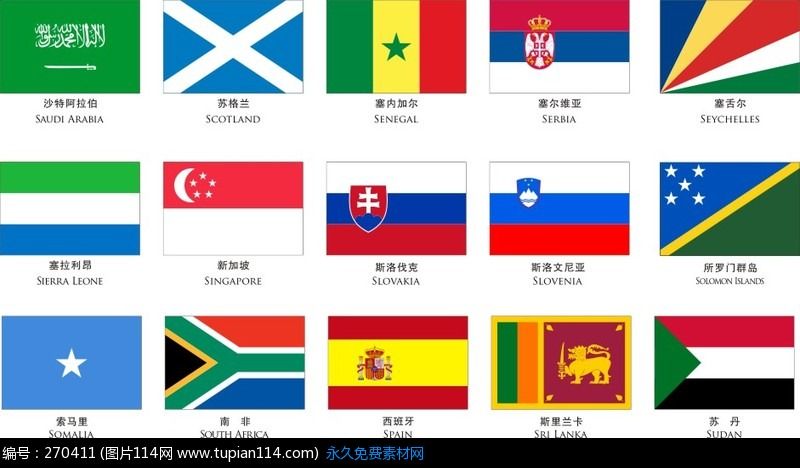 沙特阿拉伯
SAUDI ARABIA
苏格兰
SCOTLAND
塞内加尔
SENEGAL
塞尔维亚
SERBIA
塞舌尔
SEYCHELLES
塞拉利昂
SIERRA LEONE
新加坡
SINGAPORE
斯洛伐克
SLOVAKIA
斯洛文尼亚
SLOVENIA
所罗门群岛
SOLOMON ISLANDS
索马里
SOMALIA
南 非
SOUTH AFRICA
西班牙
SPAIN
斯里兰卡
SRI LANKA
苏 丹
SUDAN
编号：270411 (图片114网 www.tupian114.com) 永久免费素材网